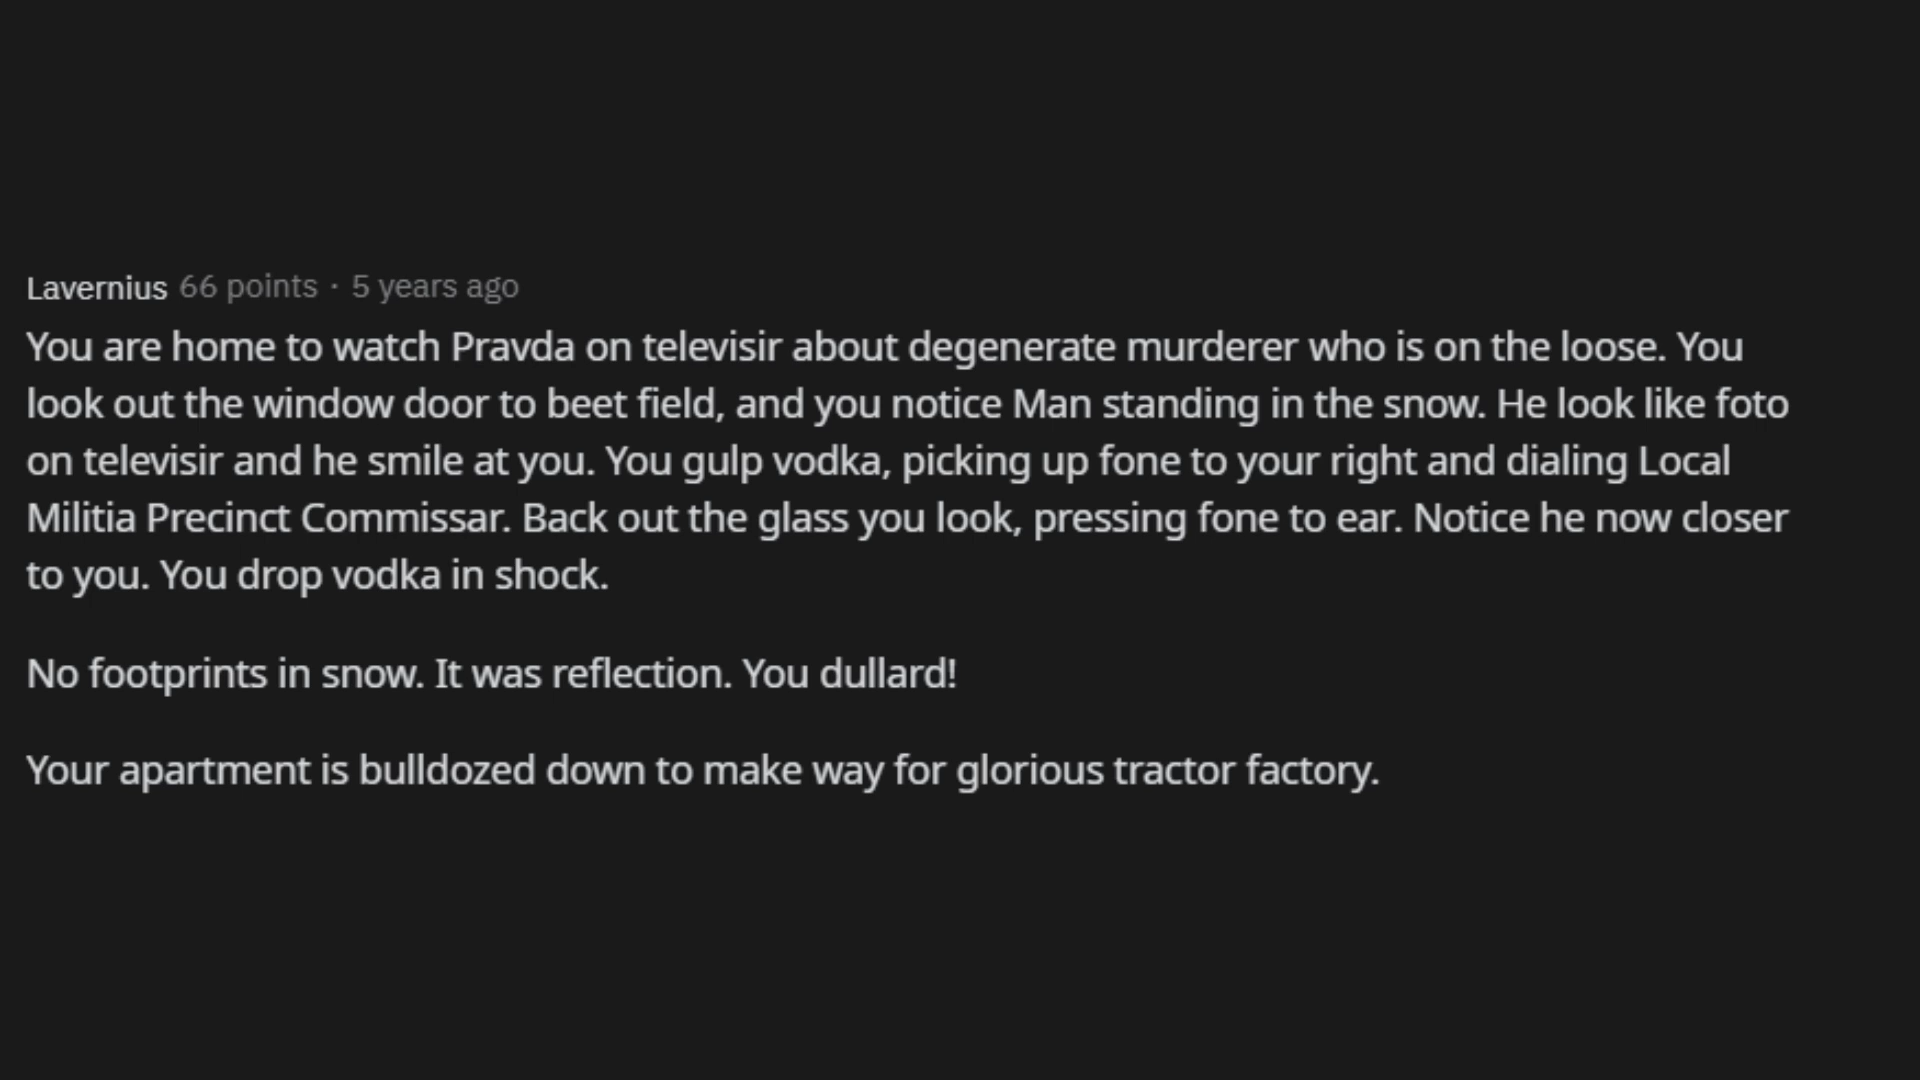 Lavernius 66 points · 5 years ago
You are home to watch Pravda on televisir about degenerate murderer who is on the loose. You
look out the window door to beet field, and you notice Man standing in the snow. He look like foto
on televisir and he smile at you. You gulp vodka, picking up fone to your right and dialing Local
Militia Precinct Commissar. Back out the glass you look, pressing fone to ear. Notice he now closer
to you. You drop vodka in shock.
No footprints in snow. It was reflection. You dullard!
Your apartment is bulldozed down to make way for glorious tractor factory.